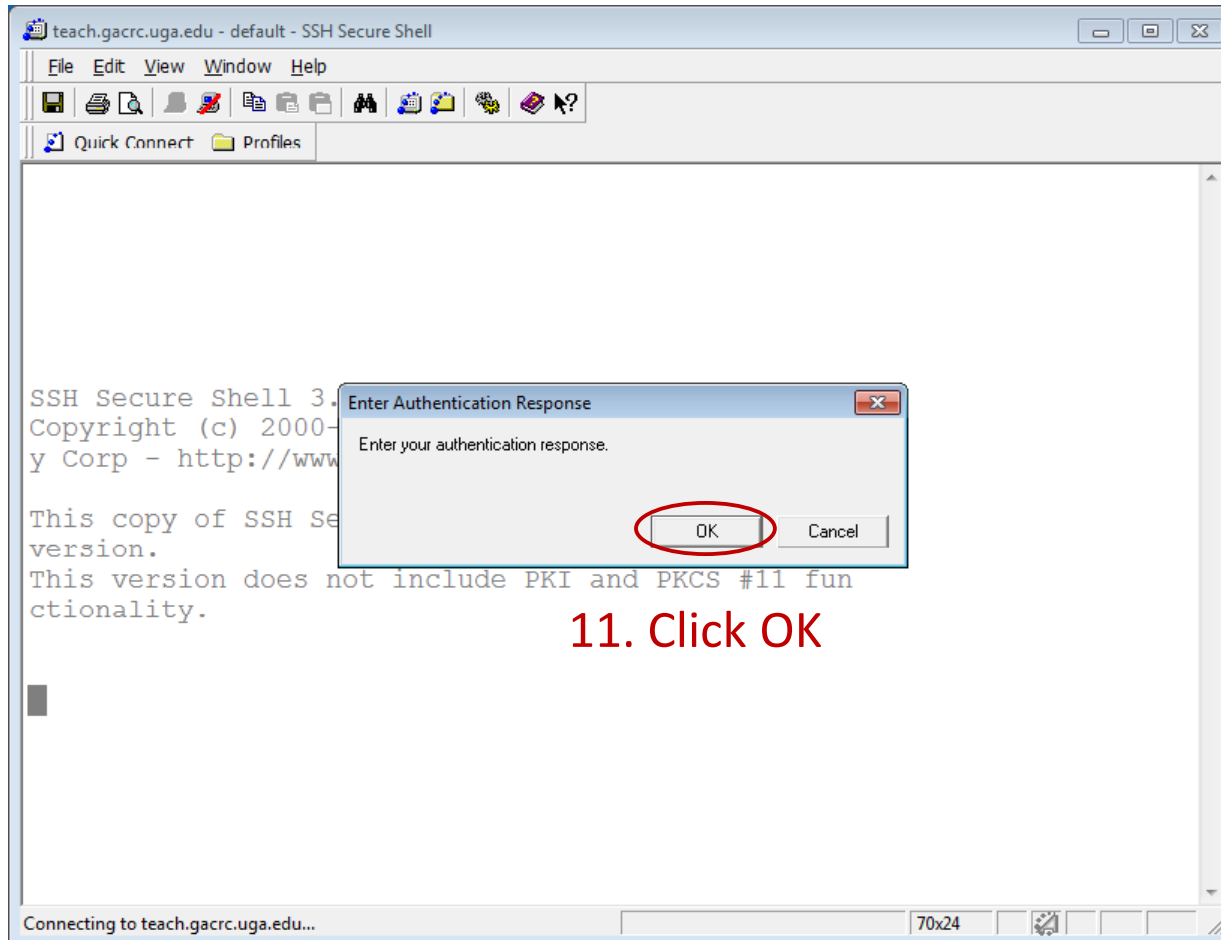 teach.gacrc.uga.edu - default - SSH Secure Shell
File Edit View Window Help
Quick Connect Profiles
SSH Secure Shell 3.
Copyright (c) 2000-
y Corp - http://www
This copy of SSH Se
version.
This version does not include PKI and PKCS #11 fun
ctionality.
Enter Authentication Response
Enter your authentication response.
OK Cancel
11. Click OK
Connecting to teach.gacrc.uga.edu... 70x24